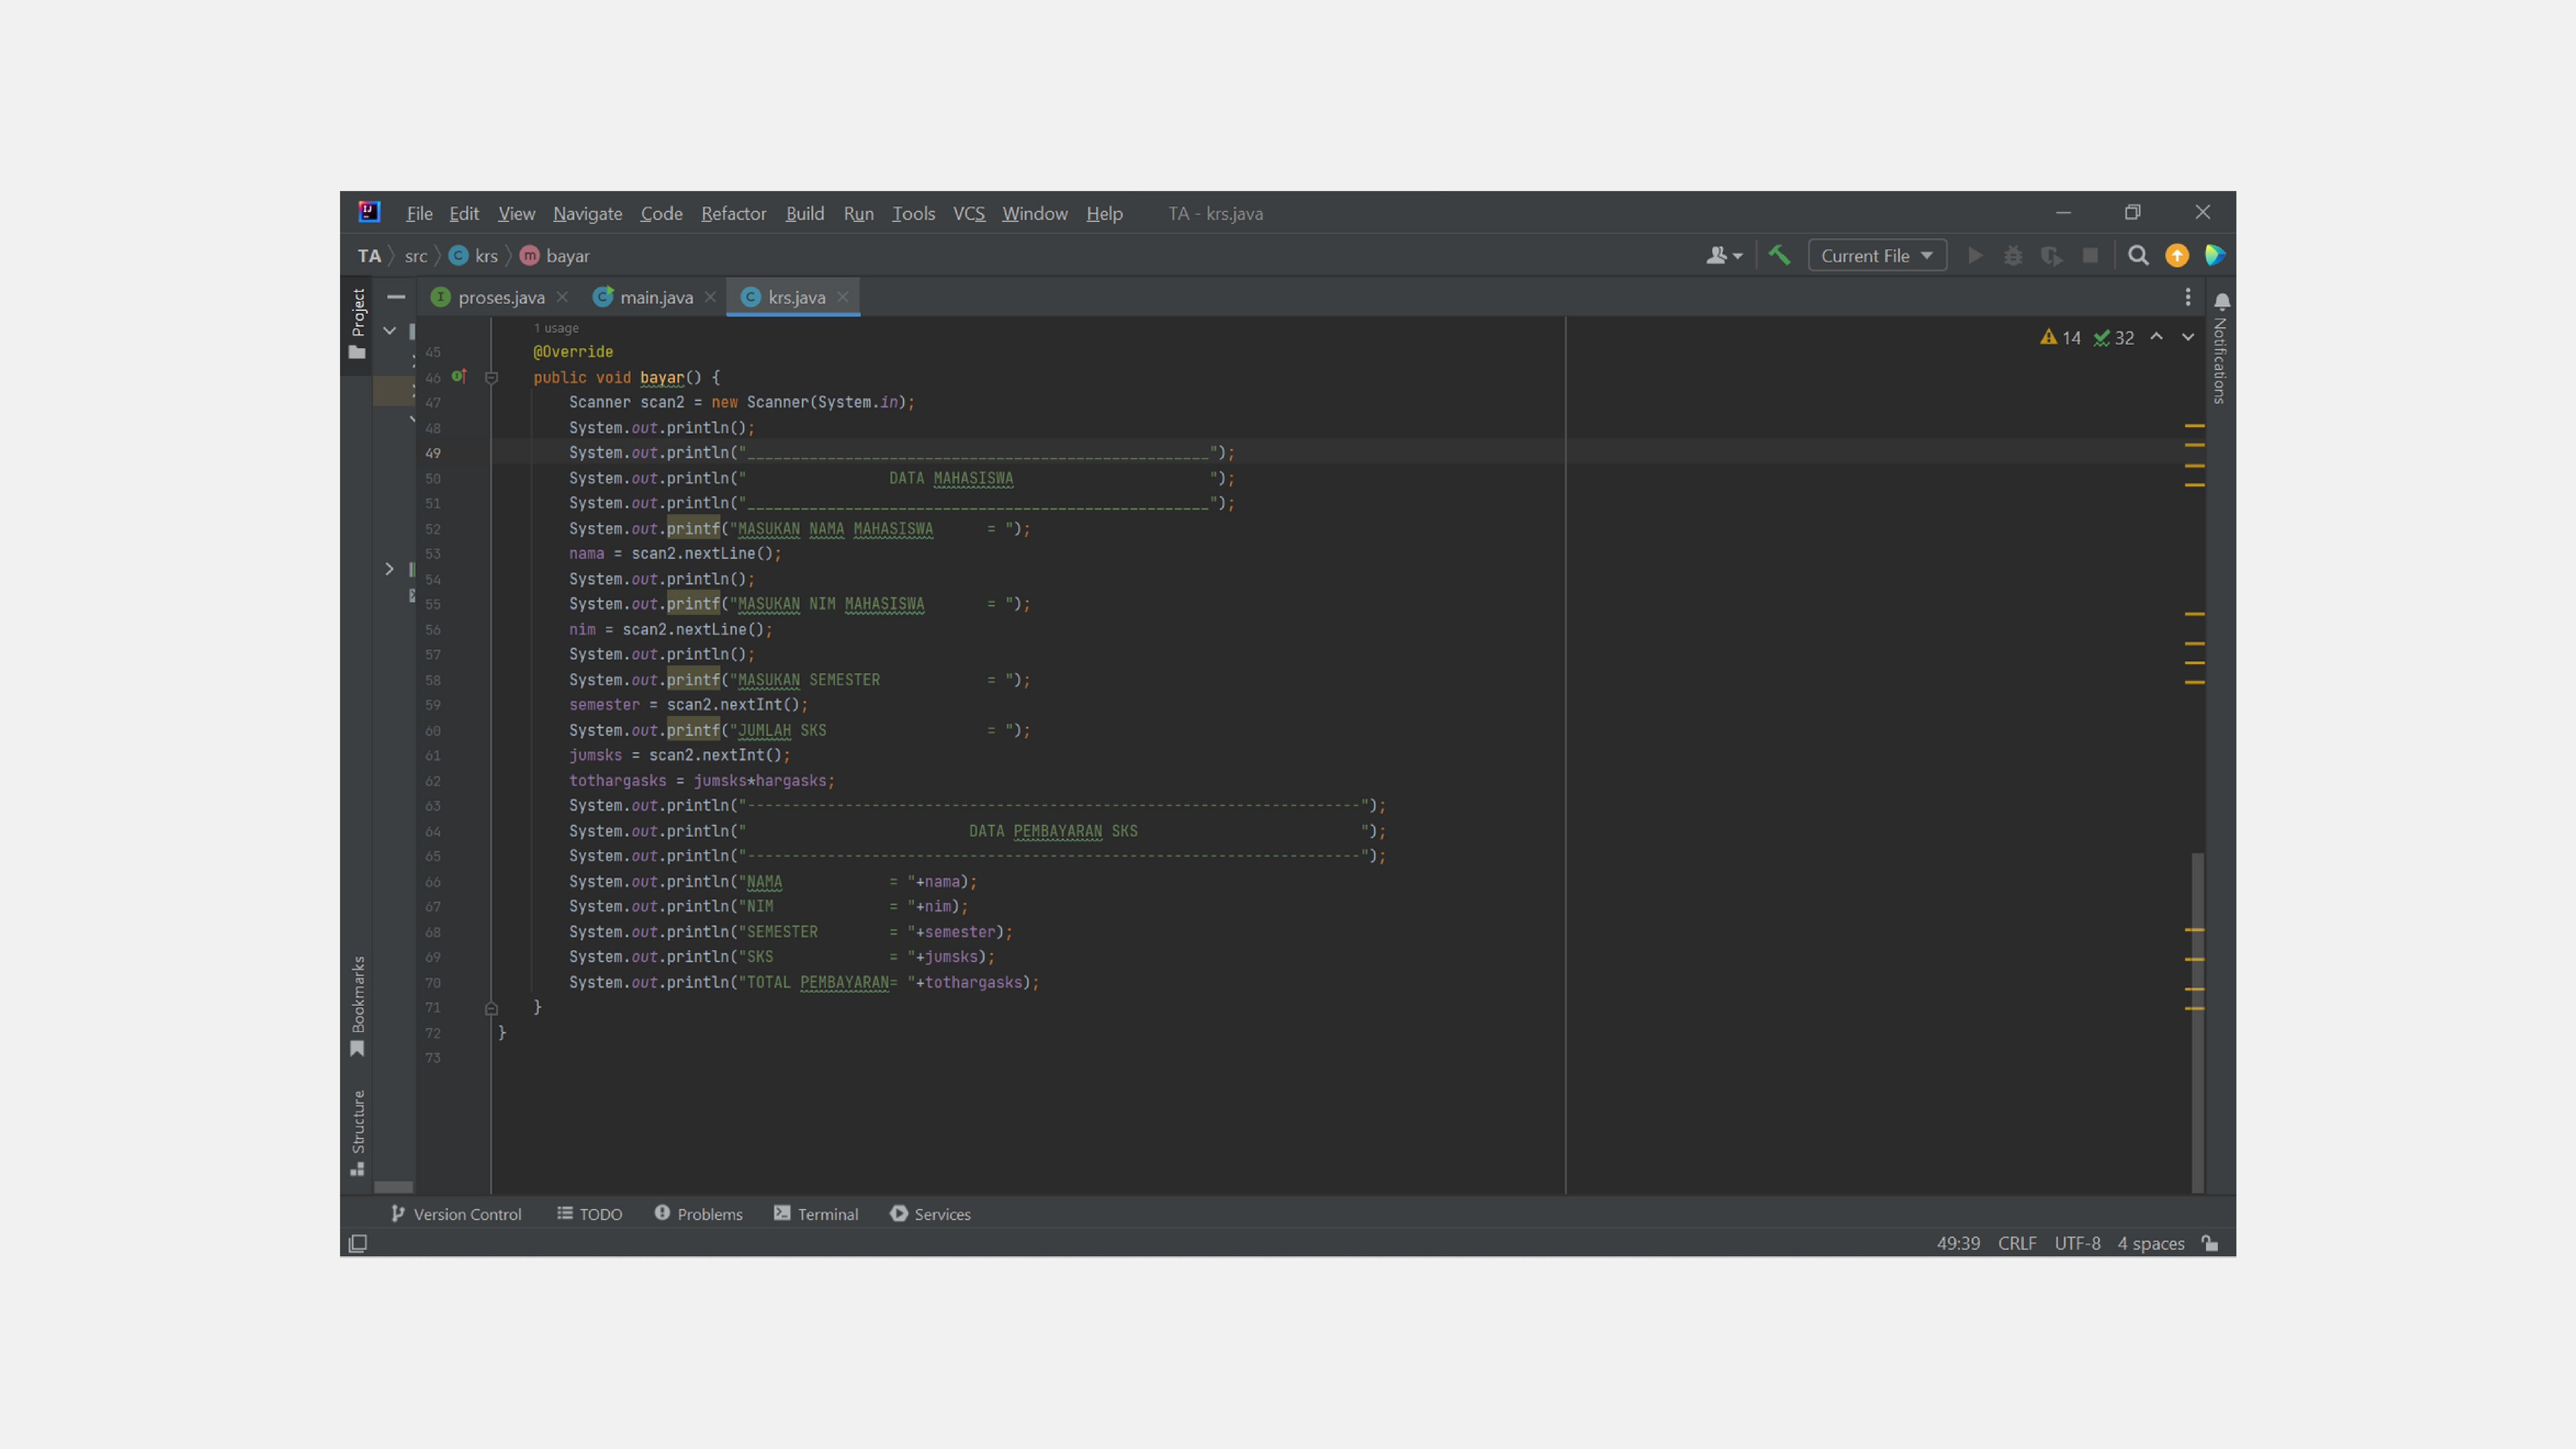 File Edit View Navigate Code Refactor Build Run Tools VCS Window Help TA - krs.java
TA src krs bayar Current File
proses.java main.java krs.java
Project
Notifications
14 32
1 usage
45 @Override
46 public void bayar() {
47 Scanner scan2 = new Scanner(System.in);
48 System.out.println();
49 System.out.println("____________________________________________________");
50 System.out.println("                DATA MAHASISWA                      ");
51 System.out.println("____________________________________________________");
52 System.out.printf("MASUKAN NAMA MAHASISWA      = ");
53 nama = scan2.nextLine();
54 System.out.println();
55 System.out.printf("MASUKAN NIM MAHASISWA       = ");
56 nim = scan2.nextLine();
57 System.out.println();
58 System.out.printf("MASUKAN SEMESTER            = ");
59 semester = scan2.nextInt();
60 System.out.printf("JUMLAH SKS                  = ");
61 jumsks = scan2.nextInt();
62 tothargasks = jumsks*hargasks;
63 System.out.println("---------------------------------------------------------------------");
64 System.out.println("                         DATA PEMBAYARAN SKS                         ");
65 System.out.println("---------------------------------------------------------------------");
66 System.out.println("NAMA            = "+nama);
67 System.out.println("NIM             = "+nim);
68 System.out.println("SEMESTER        = "+semester);
69 System.out.println("SKS             = "+jumsks);
70 System.out.println("TOTAL PEMBAYARAN= "+tothargasks);
71 }
72 }
73
Bookmarks
Structure
Version Control TODO Problems Terminal Services
49:39 CRLF UTF-8 4 spaces